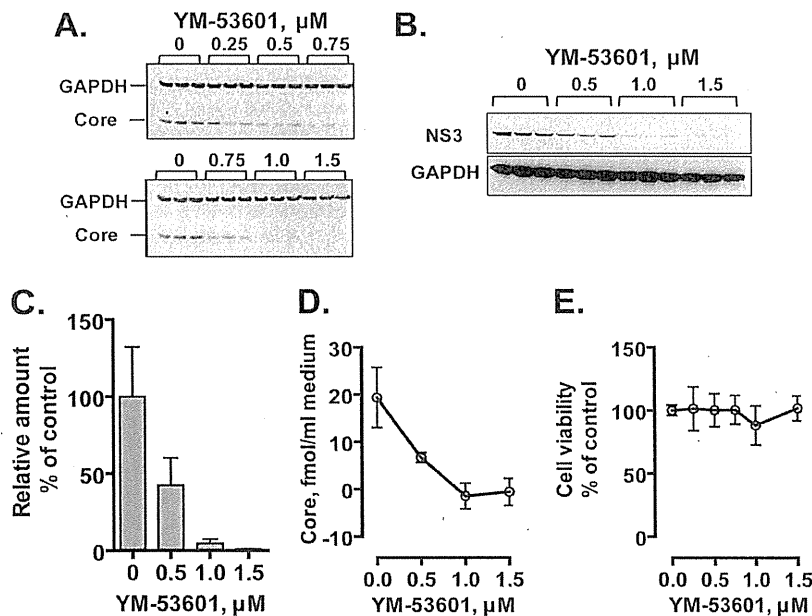 A.
YM-53601, µM
0 0.25 0.5 0.75
GAPDH
Core
0 0.75 1.0 1.5
GAPDH
Core
B.
YM-53601, µM
0 0.5 1.0 1.5
NS3
GAPDH
C.
Relative amount
% of control
150
100
50
0
0 0.5 1.0 1.5
YM-53601, µM
D.
Core, fmol/ml medium
30
20
10
0
-10
0.0 0.5 1.0 1.5
YM-53601, µM
E.
Cell viability
% of control
150
100
50
0
0.0 0.5 1.0 1.5
YM-53601, µM